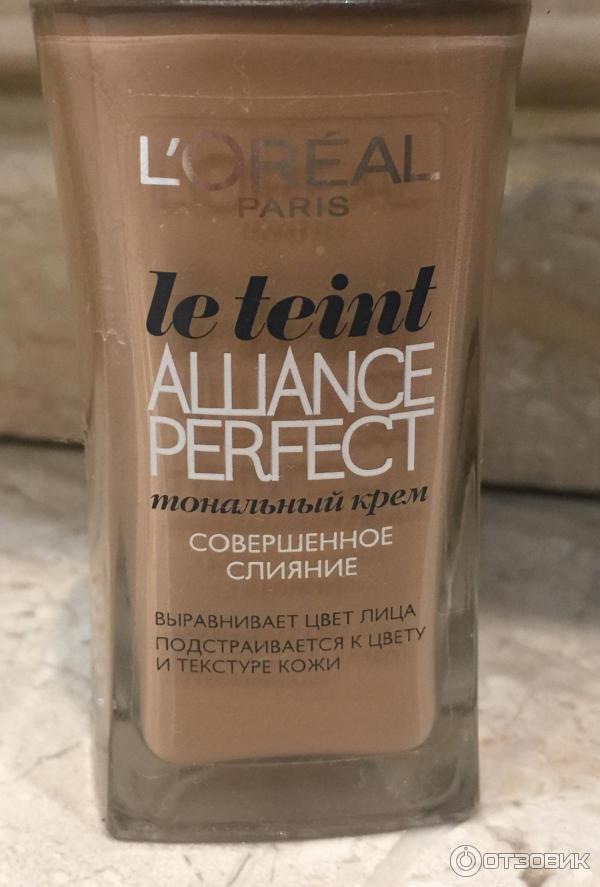 L'ORÉAL
PARIS
le teint
ALLIANCE
PERFECT
тональный крем
СОВЕРШЕННОЕ
СЛИЯНИЕ
ВЫРАВНИВАЕТ ЦВЕТ ЛИЦА
ПОДСТРАИВАЕТСЯ К ЦВЕТУ
И ТЕКСТУРЕ КОЖИ
ОТЗОВИК